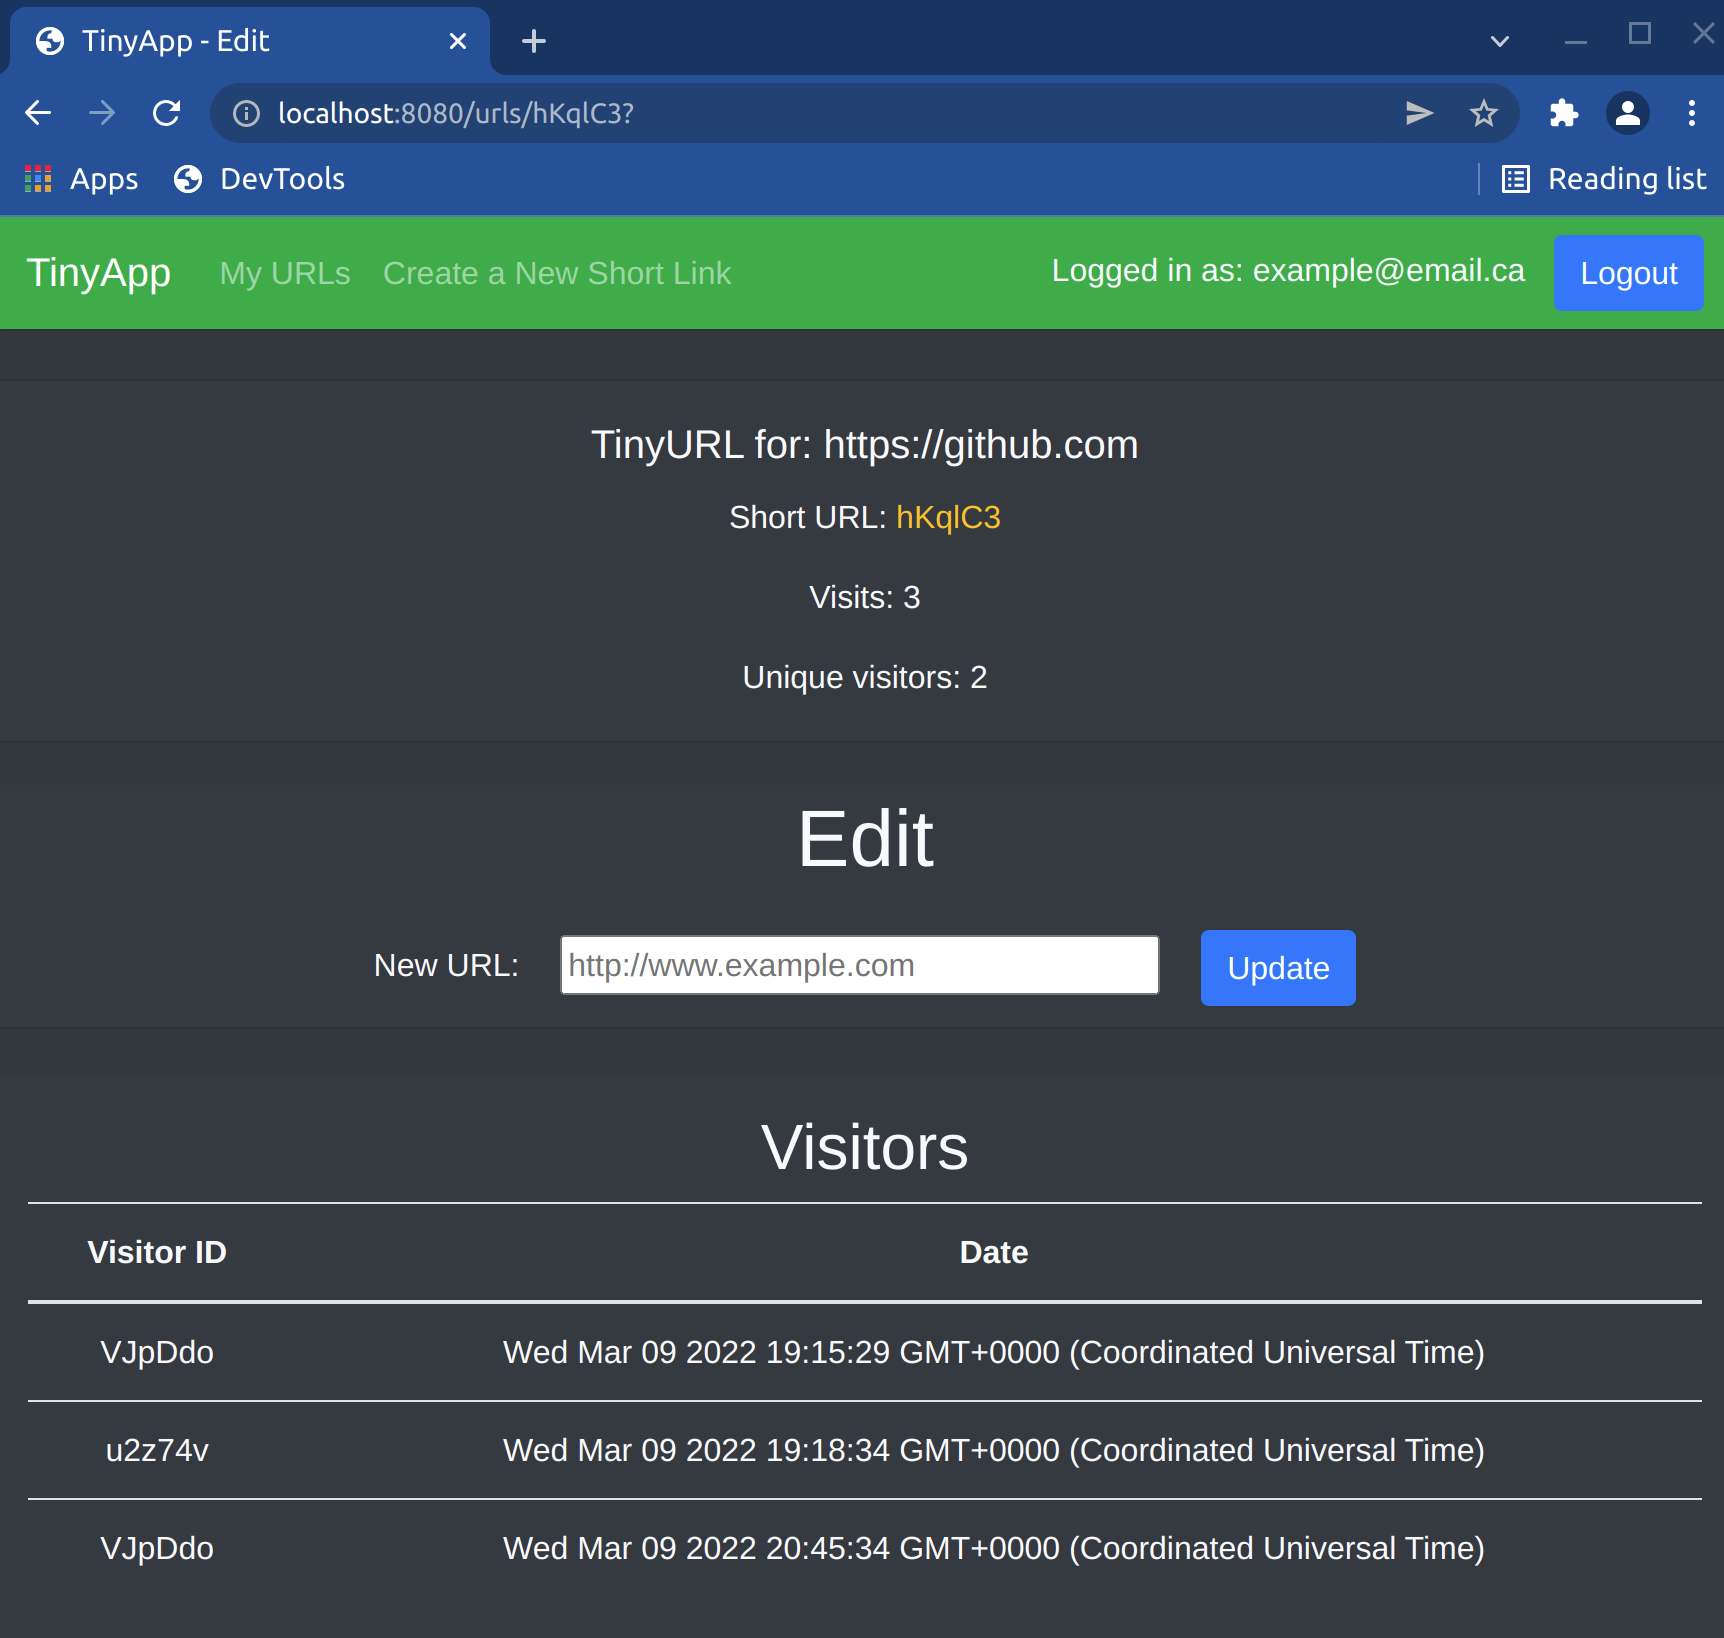 TinyApp - Edit
localhost:8080/urls/hKqlC3?
Apps DevTools Reading list
TinyApp My URLs Create a New Short Link Logged in as: example@email.ca Logout
TinyURL for: https://github.com
Short URL: hKqlC3
Visits: 3
Unique visitors: 2
Edit
New URL: http://www.example.com Update
Visitors
Visitor ID Date
VJpDdo Wed Mar 09 2022 19:15:29 GMT+0000 (Coordinated Universal Time)
u2z74v Wed Mar 09 2022 19:18:34 GMT+0000 (Coordinated Universal Time)
VJpDdo Wed Mar 09 2022 20:45:34 GMT+0000 (Coordinated Universal Time)